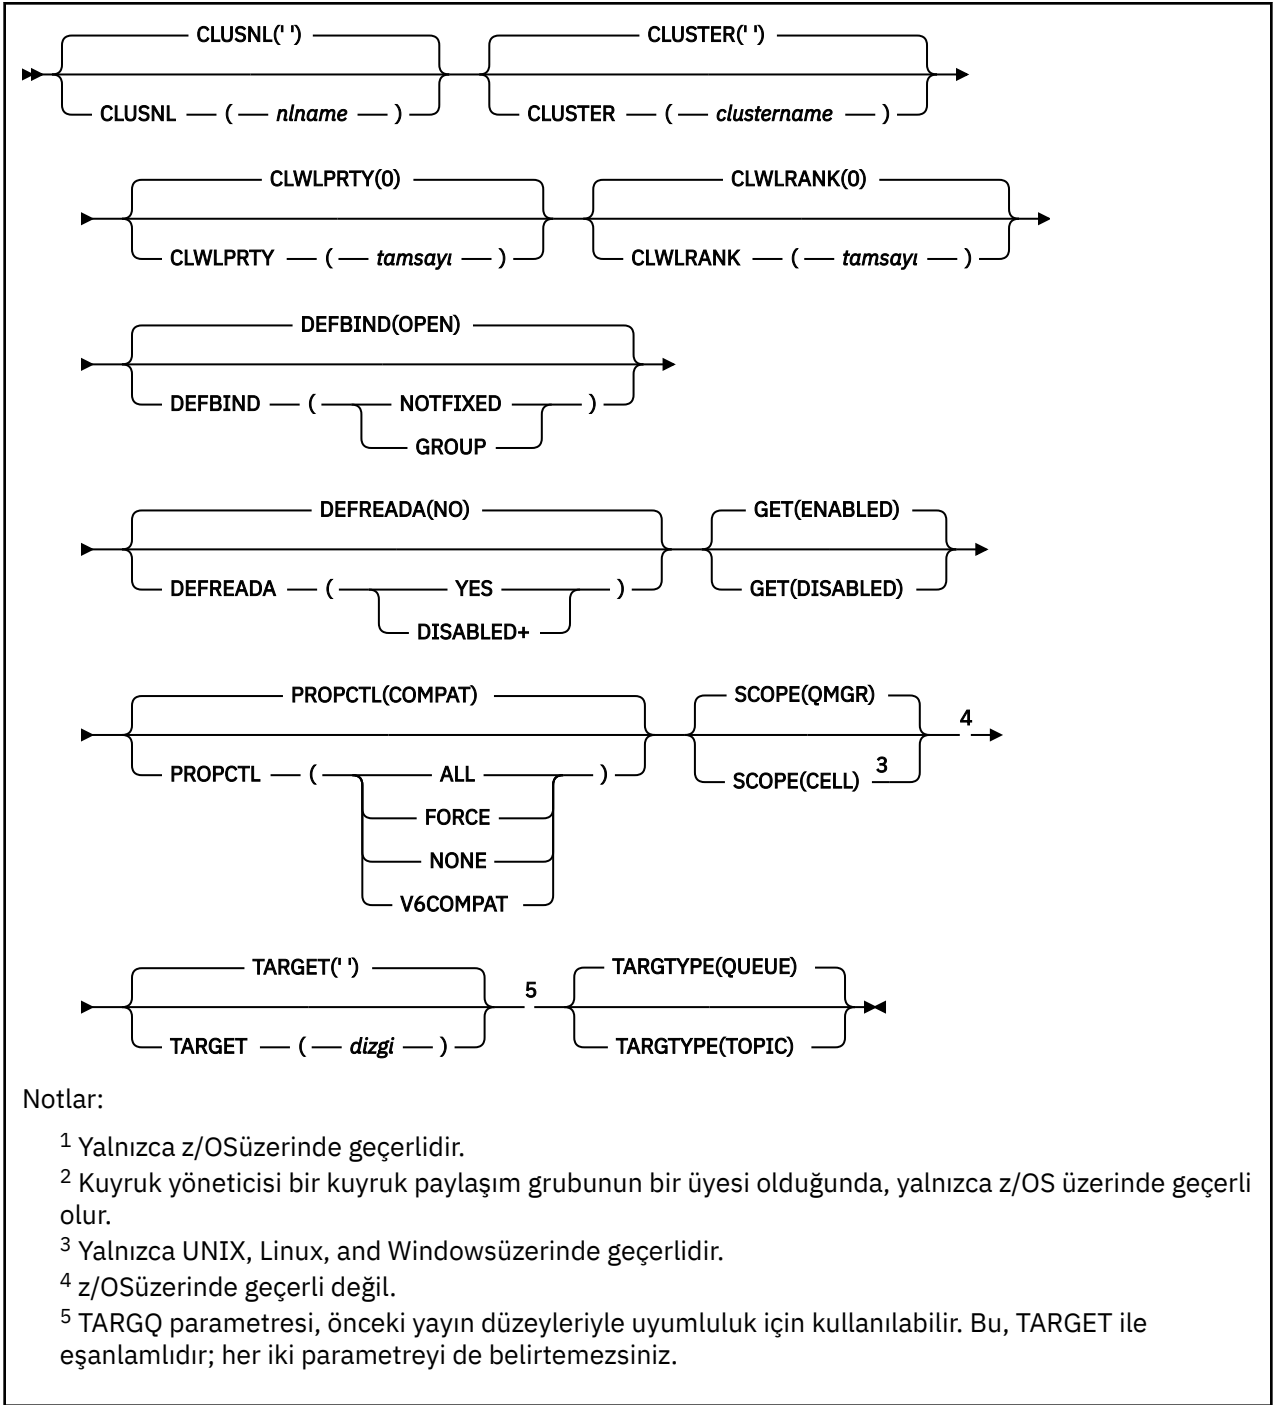 CLUSNL(' ') CLUSTER(' ')
CLUSNL ( nlname ) CLUSTER ( clustername )
CLWLPRTY(0) CLWLRANK(0)
CLWLPRTY ( tamsayı ) CLWLRANK ( tamsayı )
DEFBIND(OPEN)
DEFBIND ( NOTFIXED )
GROUP
DEFREADA(NO) GET(ENABLED)
DEFREADA ( YES ) GET(DISABLED)
DISABLED+
PROPCTL(COMPAT) SCOPE(QMGR) 4
PROPCTL ( ALL ) SCOPE(CELL) 3
FORCE
NONE
V6COMPAT
TARGET(' ') 5 TARGTYPE(QUEUE)
TARGET ( dizgi ) TARGTYPE(TOPIC)
Notlar:
1 Yalnızca z/OSüzerinde geçerlidir.
2 Kuyruk yöneticisi bir kuyruk paylaşım grubunun bir üyesi olduğunda, yalnızca z/OS üzerinde geçerli
olur.
3 Yalnızca UNIX, Linux, and Windowsüzerinde geçerlidir.
4 z/OSüzerinde geçerli değil.
5 TARGQ parametresi, önceki yayın düzeyleriyle uyumluluk için kullanılabilir. Bu, TARGET ile
eşanlamlıdır; her iki parametreyi de belirtemezsiniz.